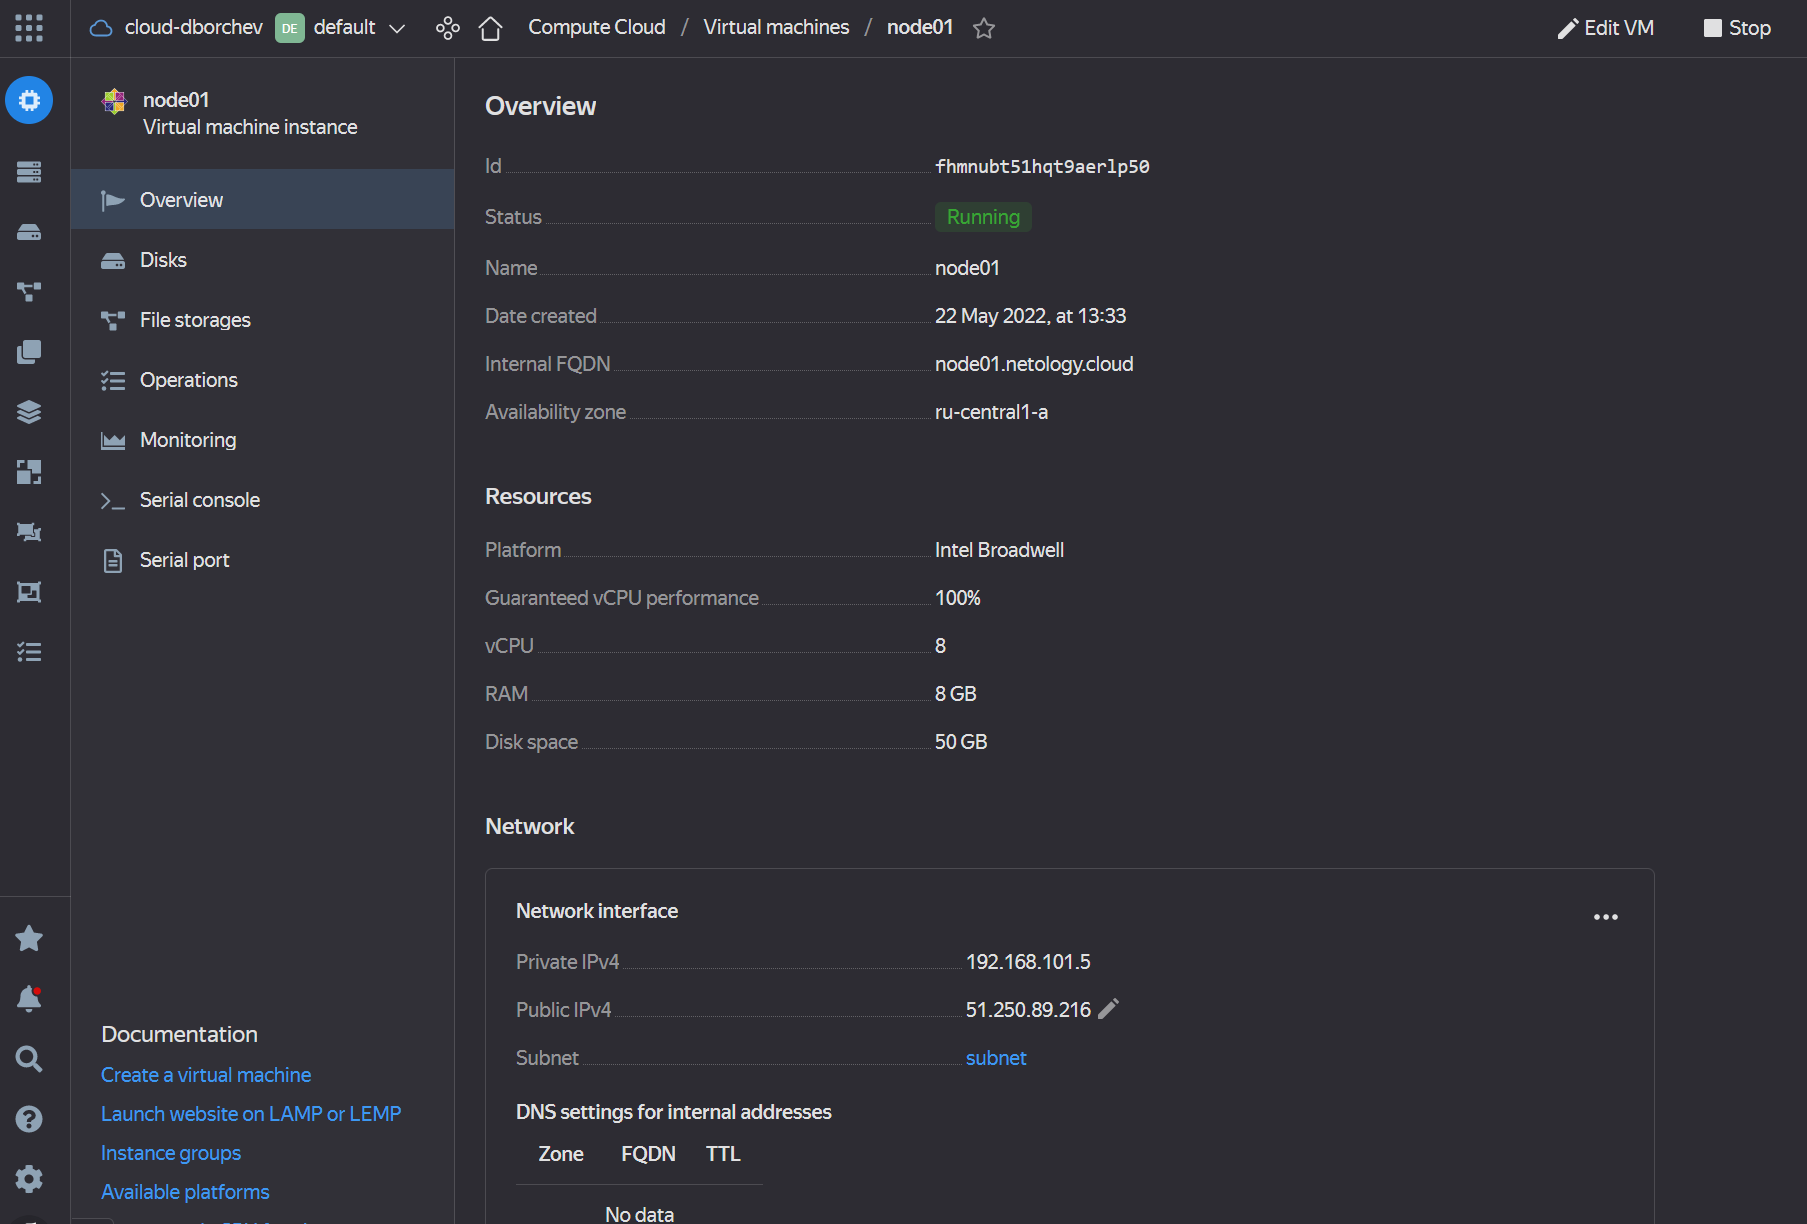 cloud-dborchev DE default Compute Cloud / Virtual machines / node01 Edit VM Stop
node01
Virtual machine instance
Overview
Disks
File storages
Operations
Monitoring
Serial console
Serial port
Documentation
Create a virtual machine
Launch website on LAMP or LEMP
Instance groups
Available platforms
Overview
Id fhmnubt51hqt9aerlp50
Status Running
Name node01
Date created 22 May 2022, at 13:33
Internal FQDN node01.netology.cloud
Availability zone ru-central1-a
Resources
Platform Intel Broadwell
Guaranteed vCPU performance 100%
vCPU 8
RAM 8 GB
Disk space 50 GB
Network
Network interface
Private IPv4 192.168.101.5
Public IPv4 51.250.89.216
Subnet subnet
DNS settings for internal addresses
Zone FQDN TTL
No data